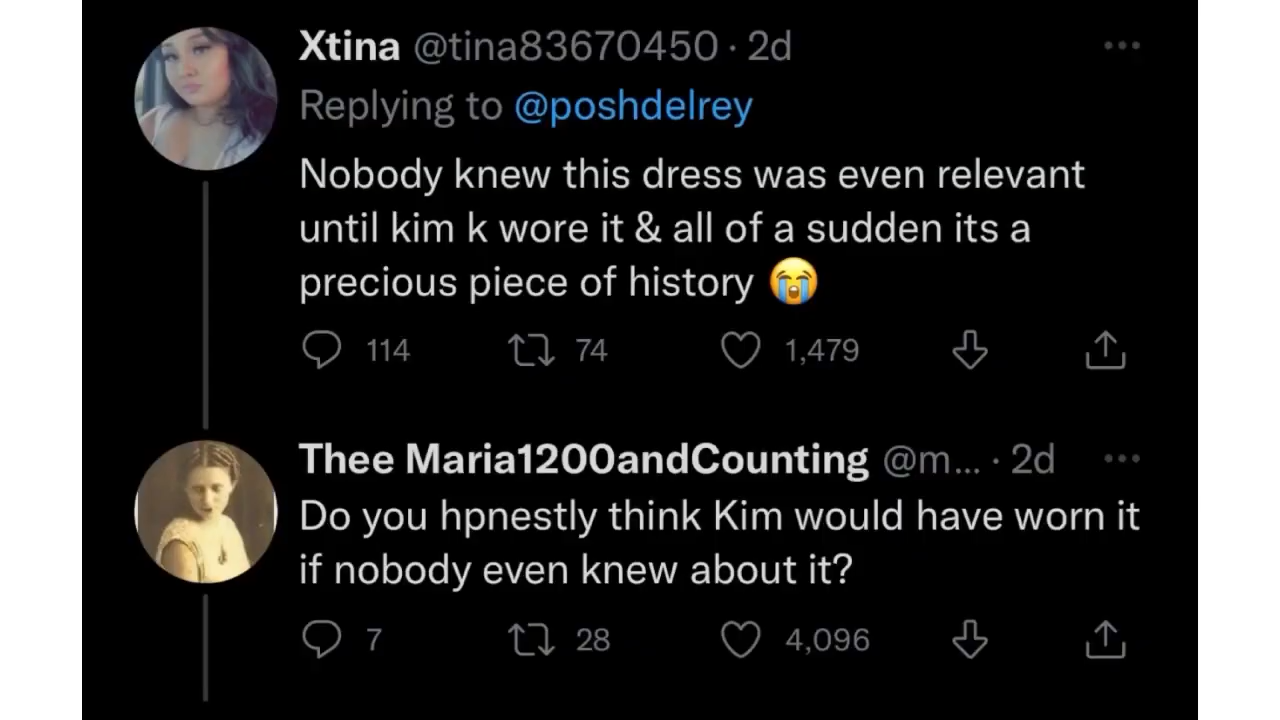 Xtina @tina83670450 · 2d
Replying to @poshdelrey
Nobody knew this dress was even relevant
until kim k wore it & all of a sudden its a
precious piece of history 😭
114 74 1,479
Thee Maria1200andCounting @m... · 2d
Do you hpnestly think Kim would have worn it
if nobody even knew about it?
7 28 4,096